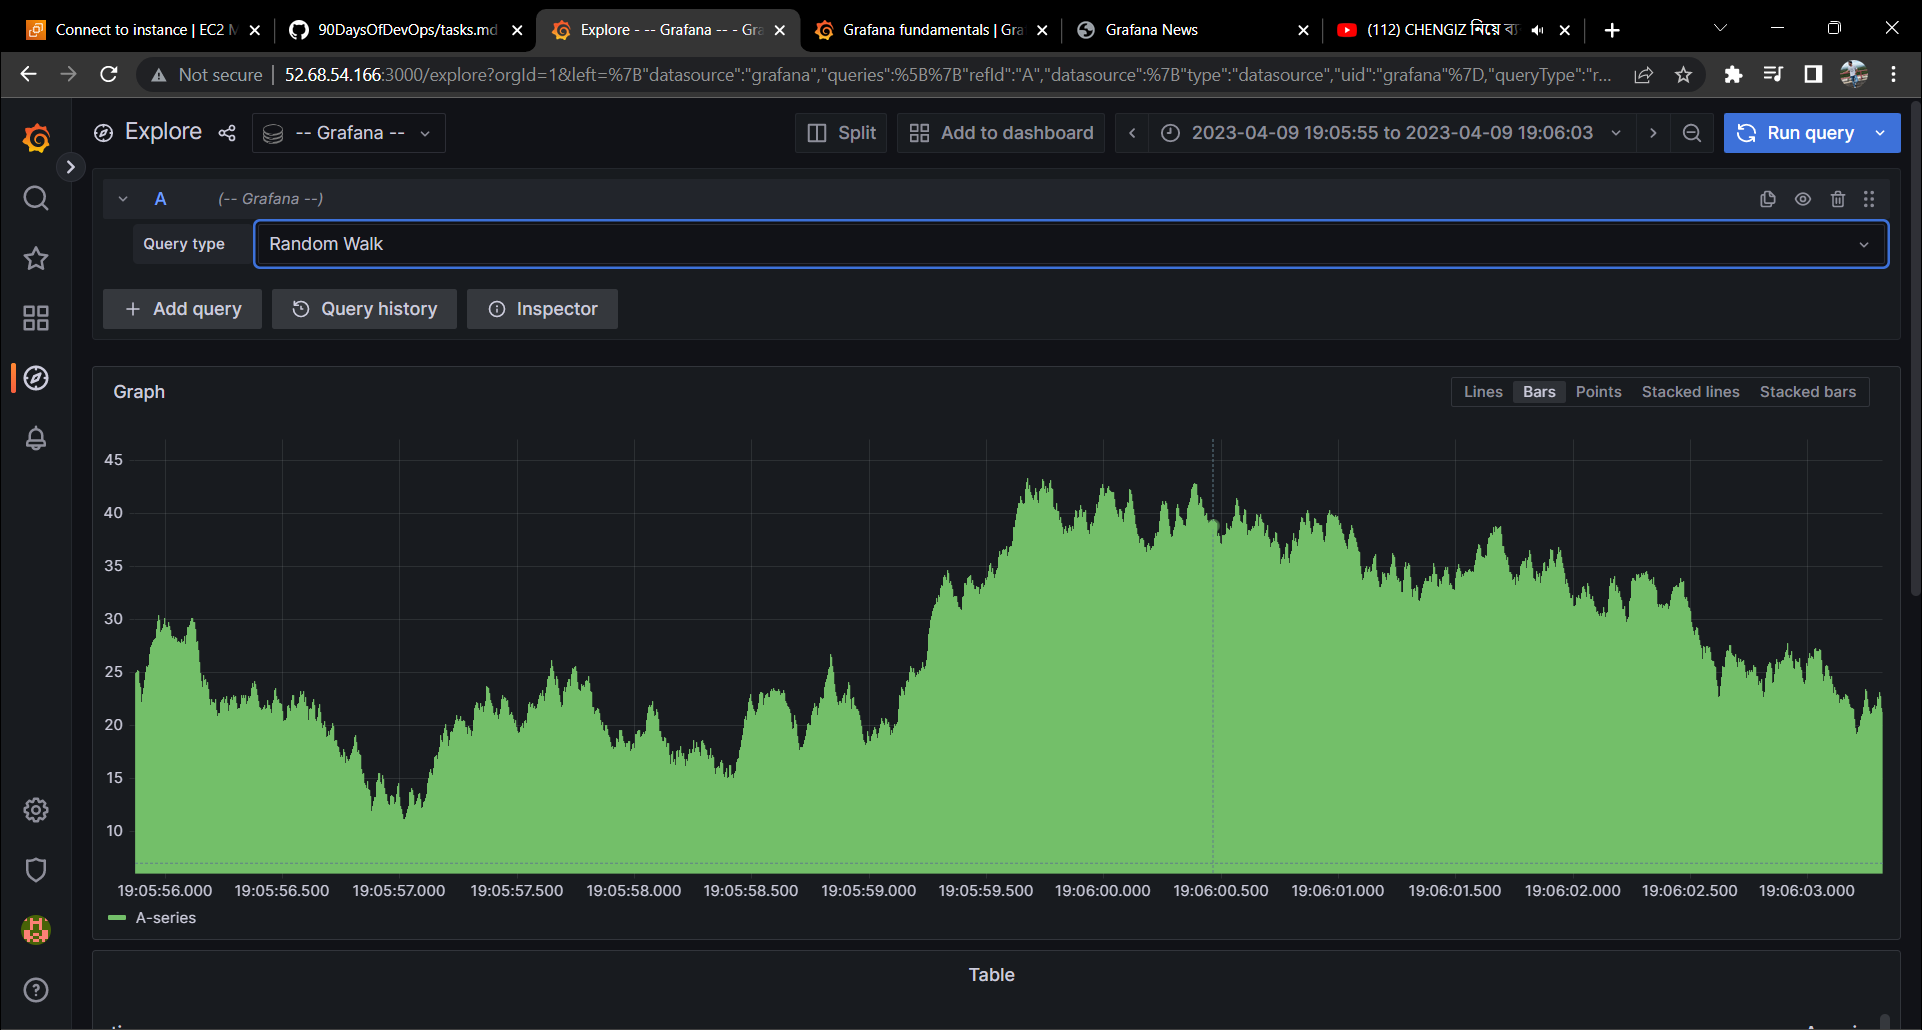 Connect to instance | EC2 M
90DaysOfDevOps/tasks.md
Explore - -- Grafana -- - Gra
Grafana fundamentals | Gra
Grafana News
(112) CHENGIZ নিয়ে ব্য
Not secure | 52.68.54.166:3000/explore?orgId=1&left=%7B"datasource":"grafana","queries":%5B%7B"refId":"A","datasource":%7B"type":"datasource","uid":"grafana"%7D,"queryType":"r...
Explore
-- Grafana --
Split
Add to dashboard
2023-04-09 19:05:55 to 2023-04-09 19:06:03
Run query
A (-- Grafana --)
Query type Random Walk
+ Add query
Query history
Inspector
Graph
Lines Bars Points Stacked lines Stacked bars
45
40
35
30
25
20
15
10
19:05:56.000 19:05:56.500 19:05:57.000 19:05:57.500 19:05:58.000 19:05:58.500 19:05:59.000 19:05:59.500 19:06:00.000 19:06:00.500 19:06:01.000 19:06:01.500 19:06:02.000 19:06:02.500 19:06:03.000
A-series
Table